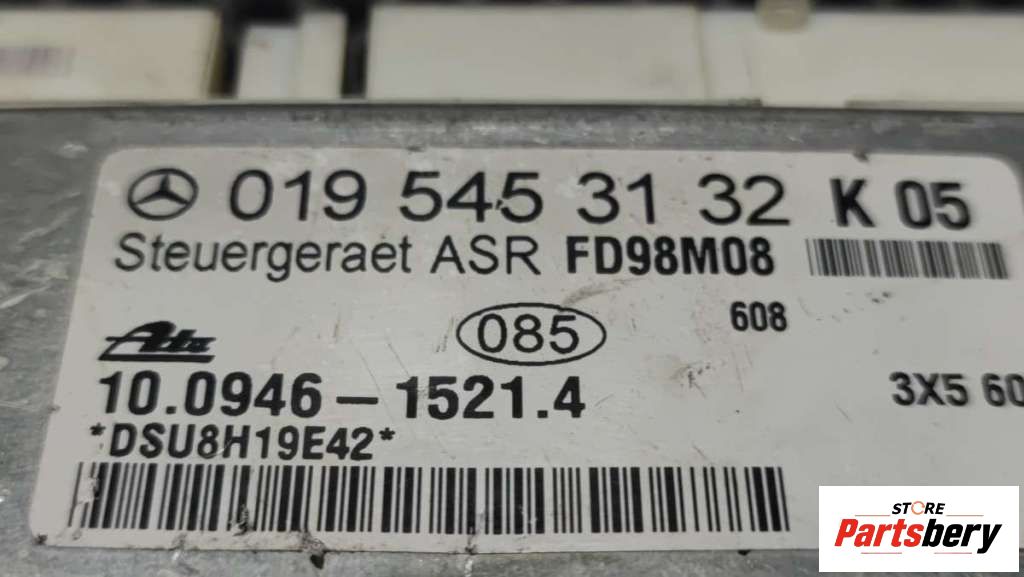 019 545 31 32 K 05
Steuergeraet ASR FD98M08
608
085
Ate
10.0946-1521.4
3X5 60
*DSU8H19E42*
STORE
Partsbery